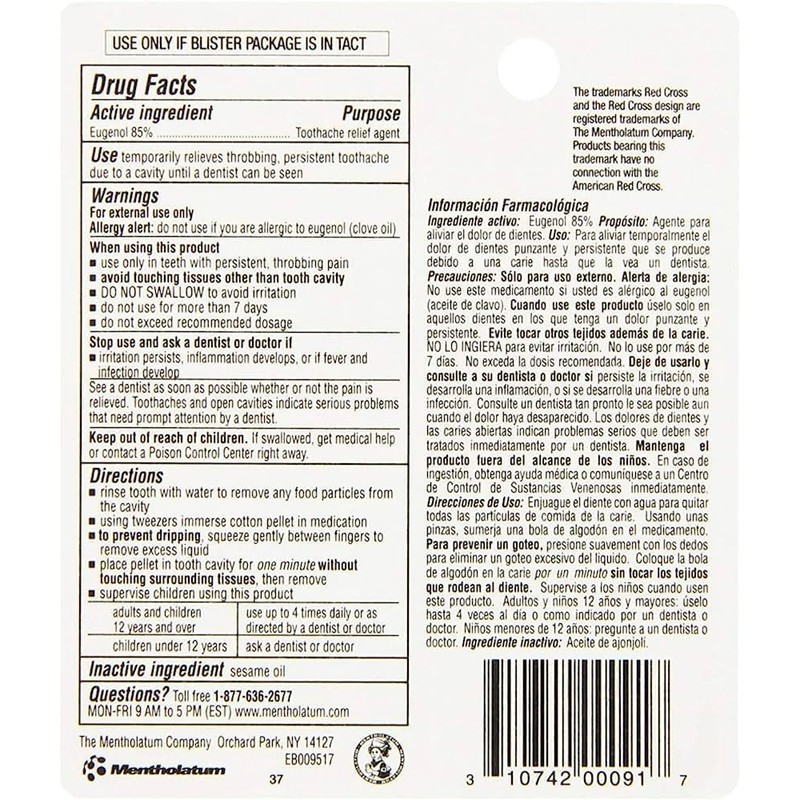 USE ONLY IF BLISTER PACKAGE IS IN TACT
Drug Facts
Active ingredient Purpose
Eugenol 85% ........................................ Toothache relief agent
Use temporarily relieves throbbing, persistent toothache
due to a cavity until a dentist can be seen
Warnings
For external use only
Allergy alert: do not use if you are allergic to eugenol (clove oil)
When using this product
▪ use only in teeth with persistent, throbbing pain
▪ avoid touching tissues other than tooth cavity
▪ DO NOT SWALLOW to avoid irritation
▪ do not use for more than 7 days
▪ do not exceed recommended dosage
Stop use and ask a dentist or doctor if
▪ irritation persists, inflammation develops, or if fever and
infection develop
See a dentist as soon as possible whether or not the pain is
relieved. Toothaches and open cavities indicate serious problems
that need prompt attention by a dentist.
Keep out of reach of children. If swallowed, get medical help
or contact a Poison Control Center right away.
Directions
▪ rinse tooth with water to remove any food particles from
the cavity
▪ using tweezers immerse cotton pellet in medication
▪ to prevent dripping, squeeze gently between fingers to
remove excess liquid
▪ place pellet in tooth cavity for one minute without
touching surrounding tissues, then remove
▪ supervise children using this product
adults and children use up to 4 times daily or as
12 years and over directed by a dentist or doctor
children under 12 years ask a dentist or doctor
Inactive ingredient sesame oil
Questions? Toll free 1-877-636-2677
MON-FRI 9 AM to 5 PM (EST) www.mentholatum.com
The Mentholatum Company Orchard Park, NY 14127
EB009517
Mentholatum
37
The trademarks Red Cross
and the Red Cross design are
registered trademarks of
The Mentholatum Company.
Products bearing this
trademark have no
connection with the
American Red Cross.
Información Farmacológica
Ingrediente activo: Eugenol 85% Propósito: Agente para
aliviar el dolor de dientes. Uso: Para aliviar temporalmente el
dolor de dientes punzante y persistente que se produce
debido a una carie hasta que la vea un dentista.
Precauciones: Sólo para uso externo. Alerta de alergia:
No use este medicamento si usted es alérgico al eugenol
(aceite de clavo). Cuando use este producto úselo solo en
aquellos dientes en los que tenga un dolor punzante y
persistente. Evite tocar otros tejidos además de la carie.
NO LO INGIERA para evitar irritación. No lo use por más de
7 días. No exceda la dosis recomendada. Deje de usarlo y
consulte a su dentista o doctor si persiste la irritación, se
desarrolla una inflamación, o si se desarrolla una fiebre o una
infección. Consulte un dentista tan pronto le sea posible aun
cuando el dolor haya desaparecido. Los dolores de dientes y
las caries abiertas indican problemas serios que deben ser
tratados inmediatamente por un dentista. Mantenga el
producto fuera del alcance de los niños. En caso de
ingestión, obtenga ayuda médica o comuníquese a un Centro
de Control de Sustancias Venenosas inmediatamente.
Direcciones de Uso: Enjuague el diente con agua para quitar
todas las partículas de comida de la carie. Usando unas
pinzas, sumerja una bola de algodón en el medicamento.
Para prevenir un goteo, presione suavemente con los dedos
para eliminar un goteo excesivo del líquido. Coloque la bola
de algodón en la carie por un minuto sin tocar los tejidos
que rodean al diente. Supervise a los niños cuando usen
este producto. Adultos y niños 12 años y mayores: úselo
hasta 4 veces al día o como indicado por un dentista o
doctor. Niños menores de 12 años: pregunte a un dentista o
doctor. Ingrediente inactivo: Aceite de ajonjolí.
3 10742 00091 7